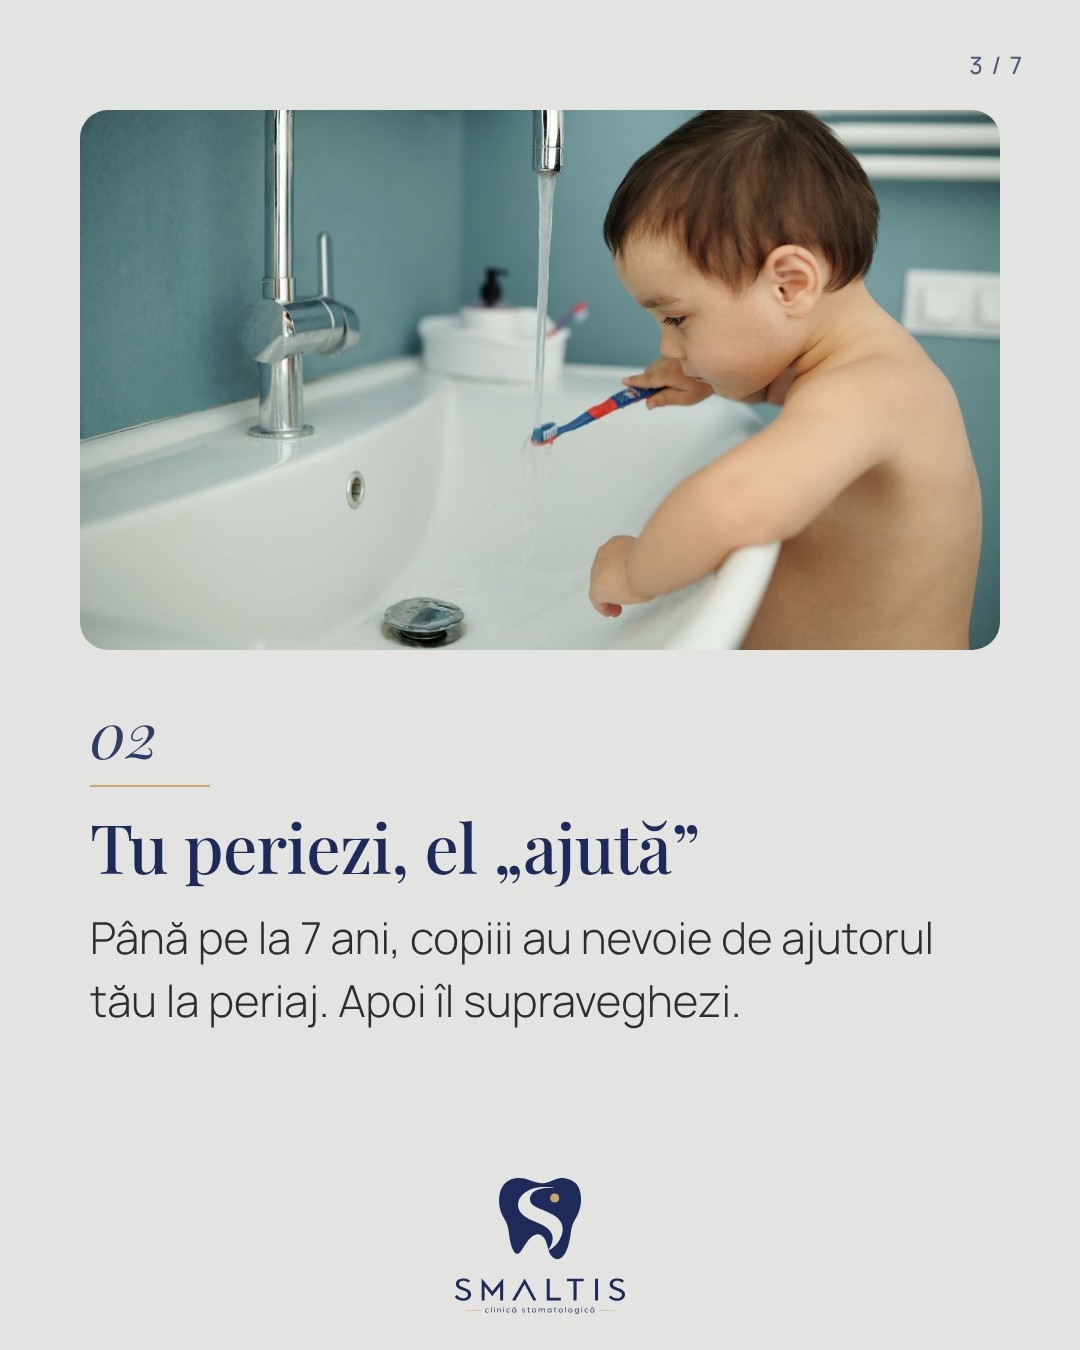 3 / 7
02
Tu periezi, el „ajută”
Până pe la 7 ani, copiii au nevoie de ajutorul
tău la periaj. Apoi îl supraveghezi.
SMALTIS
clinică stomatologică